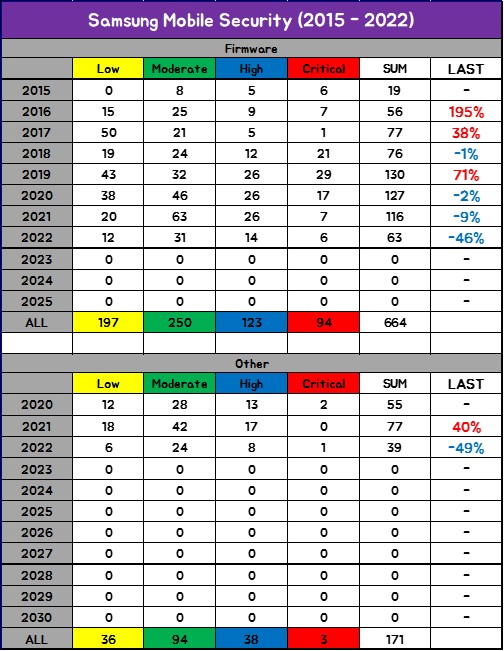 Samsung Mobile Security (2015 - 2022)
Firmware
Low Moderate High Critical SUM LAST
2015 0 8 5 6 19 -
2016 15 25 9 7 56 195%
2017 50 21 5 1 77 38%
2018 19 24 12 21 76 -1%
2019 43 32 26 29 130 71%
2020 38 46 26 17 127 -2%
2021 20 63 26 7 116 -9%
2022 12 31 14 6 63 -46%
2023 0 0 0 0 0
2024 0 0 0 0 0
2025 0 0 0 0 0
ALL 197 250 123 94 664
Other
Low Moderate High Critical SUM LAST
2020 12 28 13 2 55 -
2021 18 42 17 0 77 40%
2022 6 24 8 1 39 -49%
2023 0 0 0 0 0 -
2024 0 0 0 0 0 -
2025 0 0 0 0 0 -
2026 0 0 0 0 0 -
2027 0 0 0 0 0 -
2028 0 0 0 0 0 -
2029 0 0 0 0 0 -
2030 0 0 0 0 0 -
ALL 36 94 38 3 171